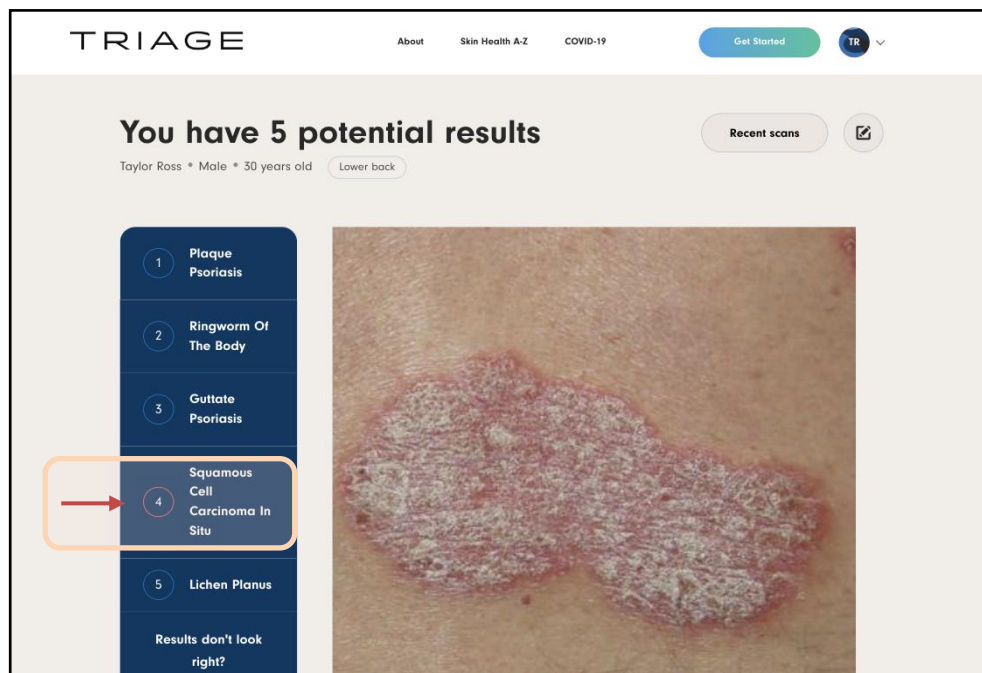 TRIAGE
About Skin Health A-Z COVID-19 Get Started TR
You have 5 potential results
Recent scans
Taylor Ross • Male • 30 years old Lower back
1 Plaque
Psoriasis
2 Ringworm Of
The Body
3 Guttate
Psoriasis
4 Squamous
Cell
Carcinoma In
Situ
5 Lichen Planus
Results don't look
right?